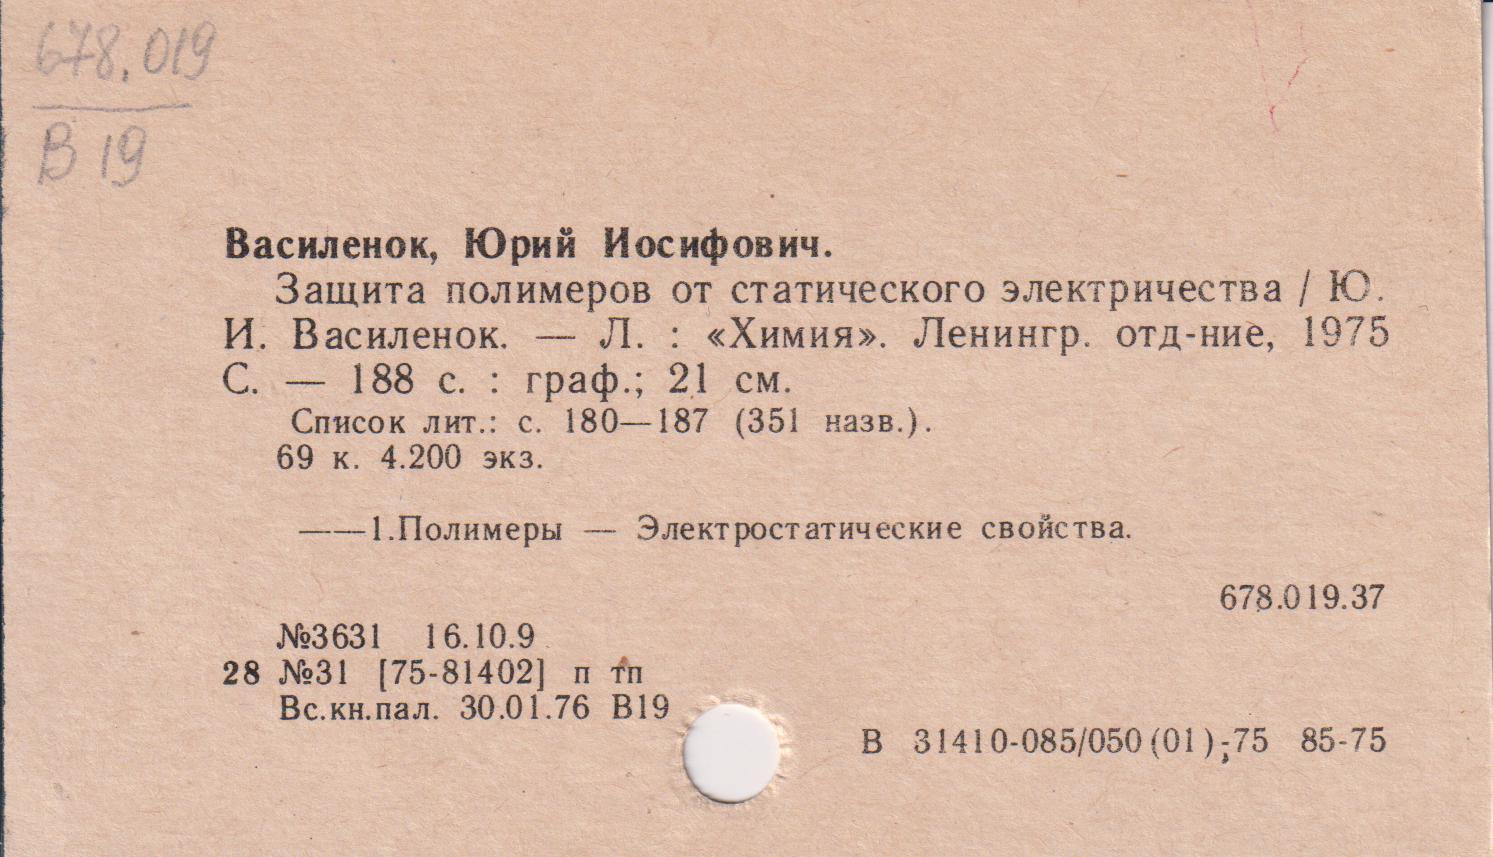 678.019
В 19
Василенок, Юрий Иосифович.
Защита полимеров от статического электричества / Ю.
И. Василенок. — Л. : «Химия». Ленингр. отд-ние, 1975
С. — 188 с. : граф.; 21 см.
Список лит.: с. 180—187 (351 назв.).
69 к. 4.200 экз.
——1.Полимеры — Электростатические свойства.
678.019.37
№3631 16.10.9
28 №31 [75-81402] п тп
Вс.кн.пал. 30.01.76 В19
В 31410-085/050(01);-75 85-75